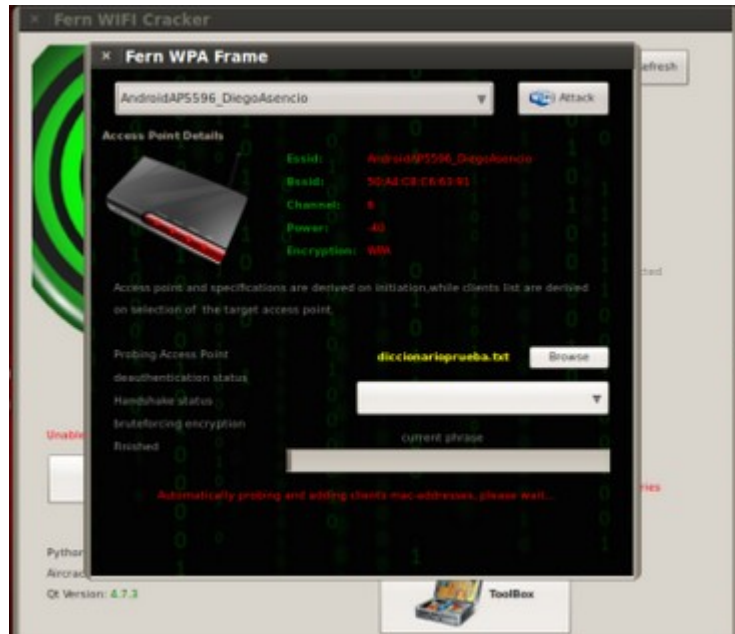 Fern WIFI Cracker
Fern WPA Frame
efresh
AndroidAP5596_DiegoAsencio
Attack
Access Point Details
Essid: AndroidAP5596_DiegoAsencio
Bssid:
Channel: 6
Power: -40
Encryption: WPA
Access point and specifications are derived on initiation,while clients list are derived
on selection of the target access point.
Probing Access Point
diccionarioprueba.txt
Browse
deauthentication status
Handshake status
bruteforcing encryption
finished
current phrase
Unable
Automatically probing and adding clients mac-addresses, please wait...
ries
Python
Aircrac
Qt Version: 4.7.3
ToolBox